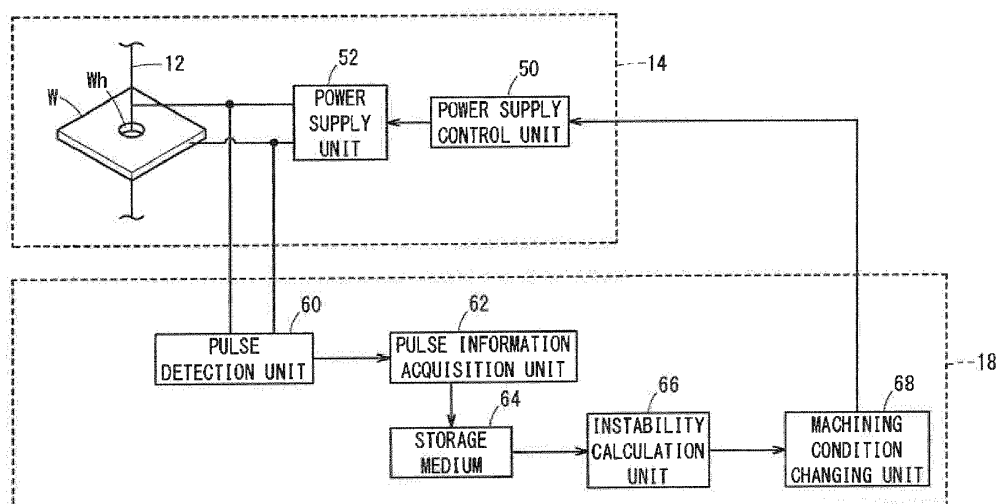 12
52
50
14
Wh
W
POWER
SUPPLY
UNIT
POWER SUPPLY
CONTROL UNIT
60
62
PULSE
DETECTION UNIT
PULSE INFORMATION
ACQUISITION UNIT
18
64
66
68
STORAGE
MEDIUM
INSTABILITY
CALCULATION
UNIT
MACHINING
CONDITION
CHANGING UNIT